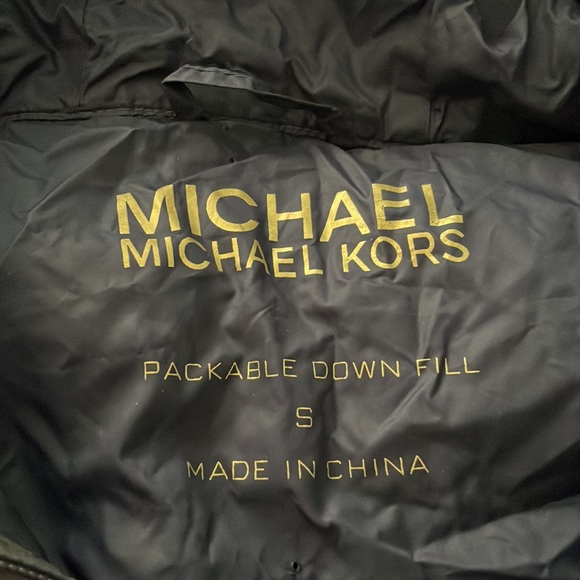 MICHAEL
MICHAEL KORS
PACKABLE DOWN FILL
S
MADE IN CHINA